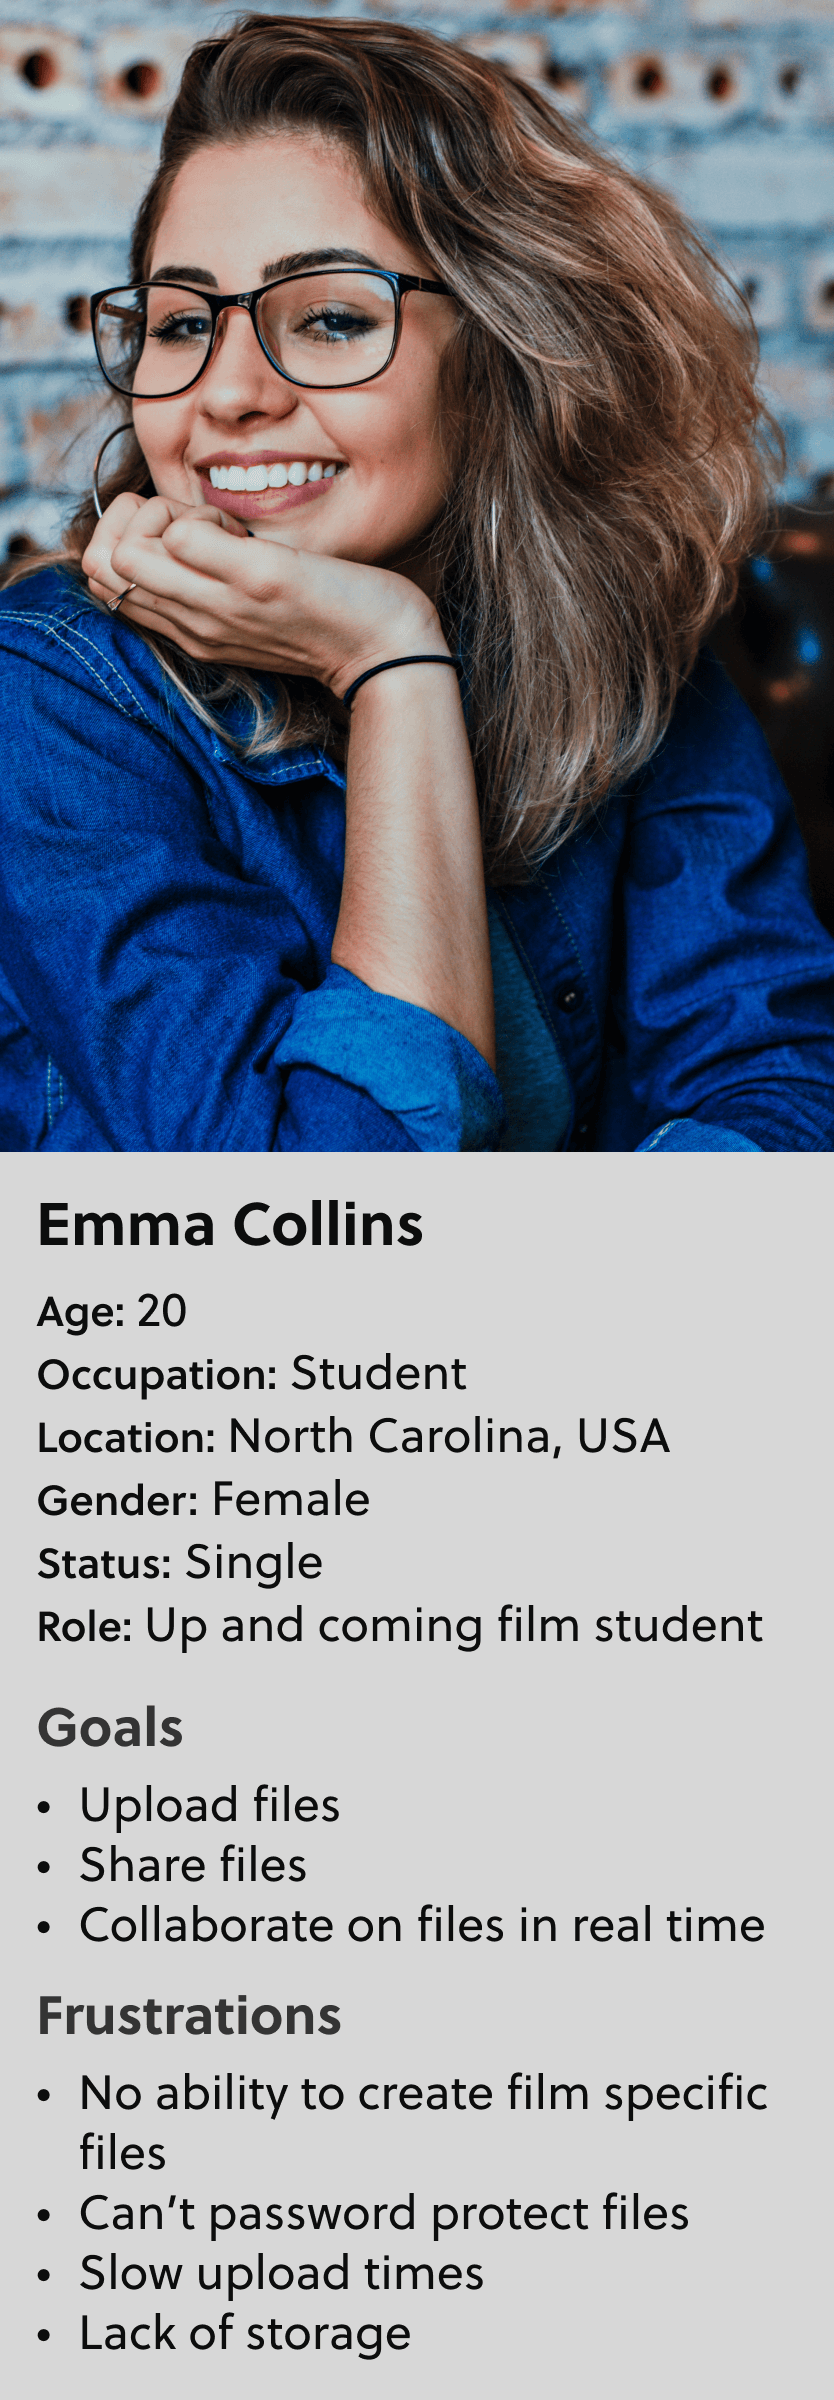 Emma Collins
Age: 20
Occupation: Student
Location: North Carolina, USA
Gender: Female
Status: Single
Role: Up and coming film student
Goals
• Upload files
• Share files
• Collaborate on files in real time
Frustrations
• No ability to create film specific
files
• Can’t password protect files
• Slow upload times
• Lack of storage